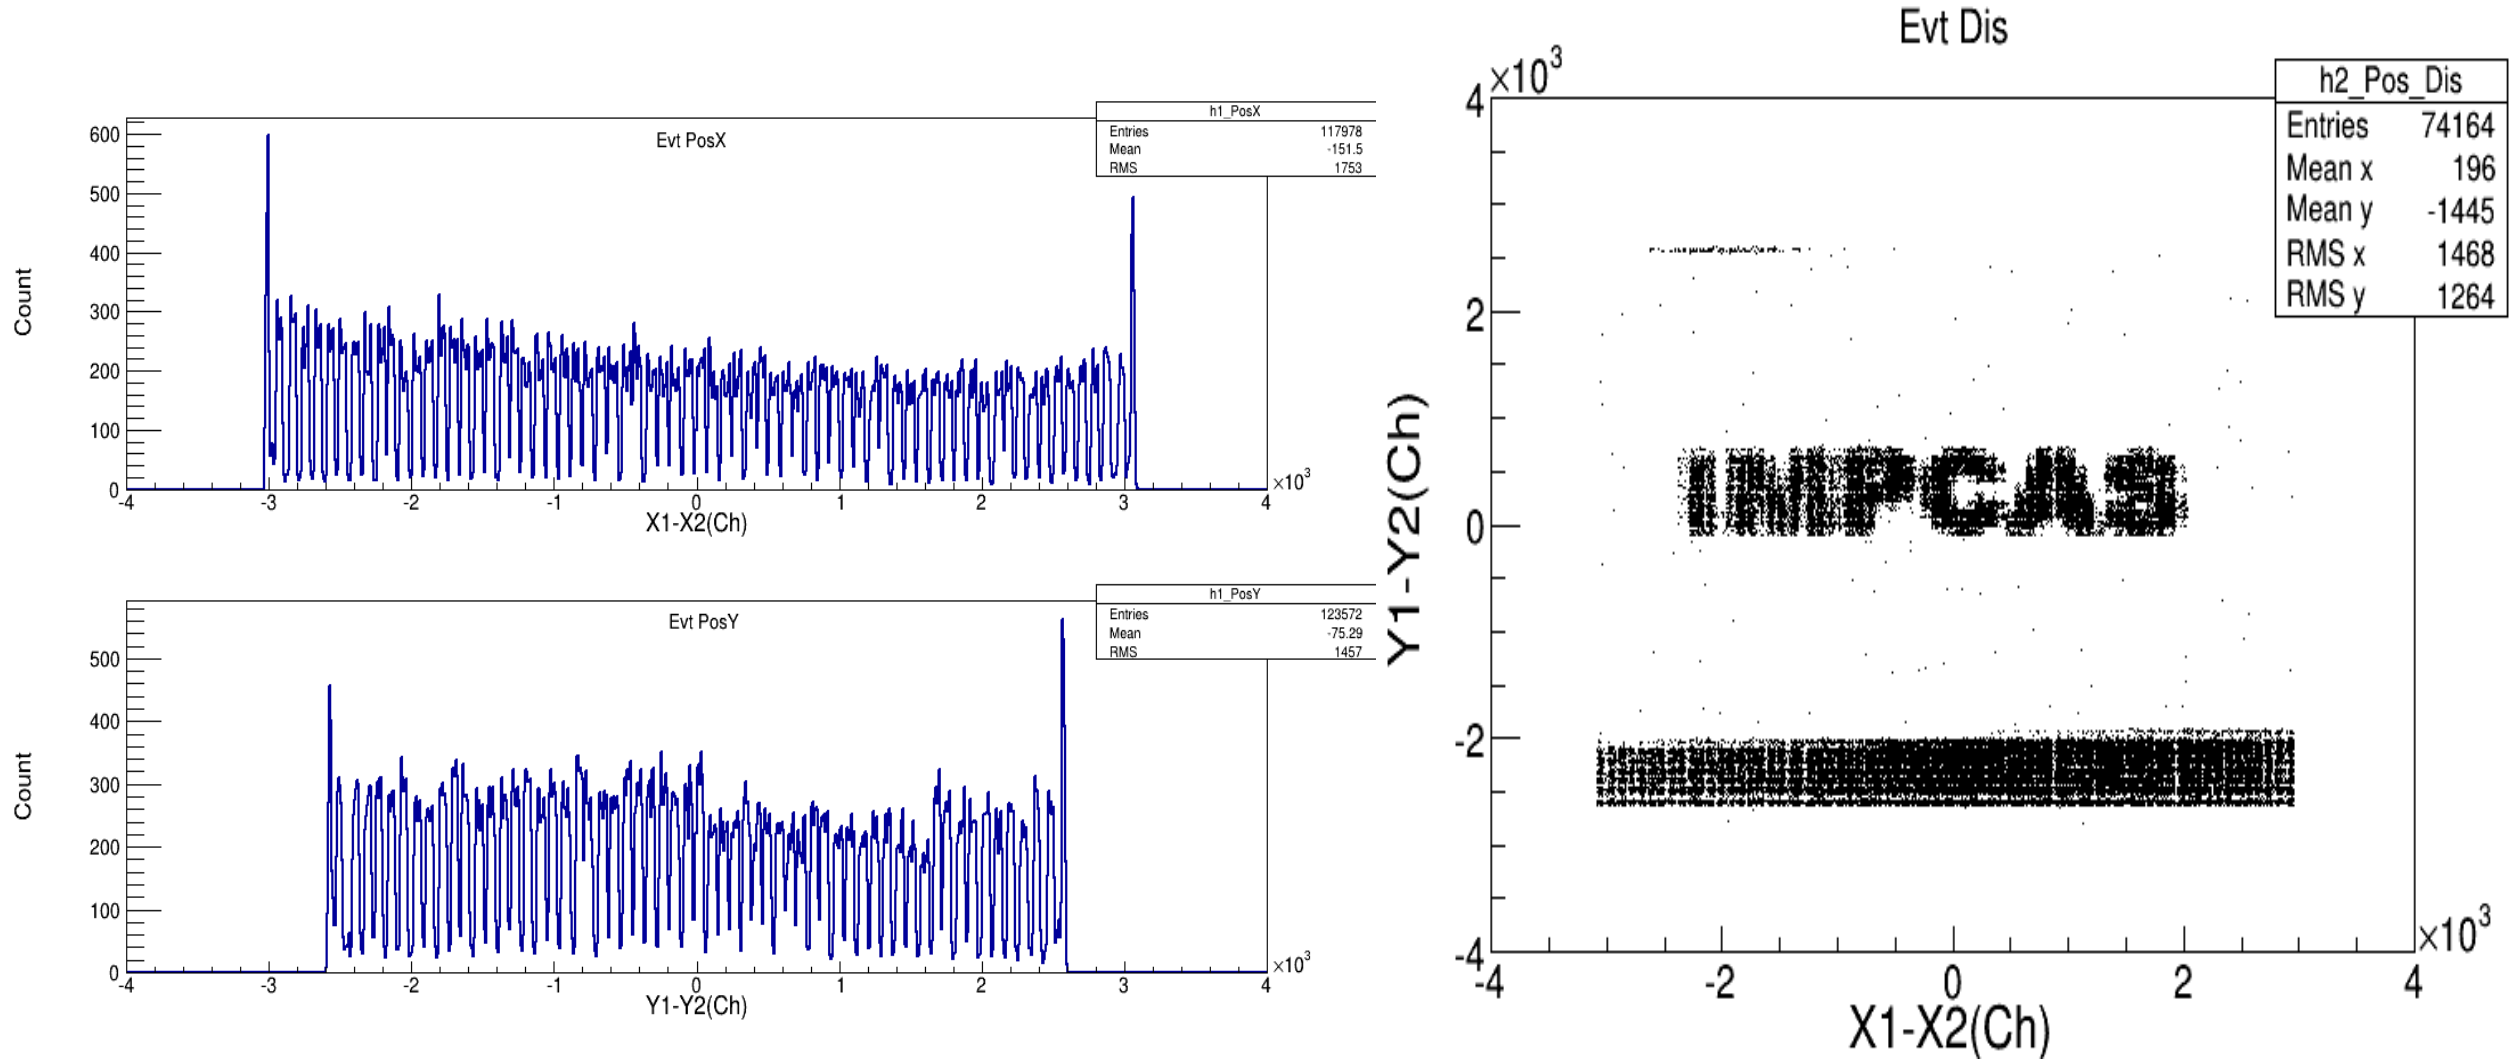 Evt PosX
h1_PosX
Entries 117978
Mean -151.5
RMS 1753
Count
600
500
400
300
200
100
0
-4 -3 -2 -1 0 1 2 3 4
×10³
X1-X2(Ch)
Evt PosY
h1_PosY
Entries 123572
Mean -75.29
RMS 1457
Count
500
400
300
200
100
0
-4 -3 -2 -1 0 1 2 3 4
×10³
Y1-Y2(Ch)
Evt Dis
×10³
h2_Pos_Dis
Entries 74164
Mean x 196
Mean y -1445
RMS x 1468
RMS y 1264
Y1-Y2(Ch)
4
2
0
-2
-4
IMPCAS
-4 -2 0 2 4
×10³
X1-X2(Ch)